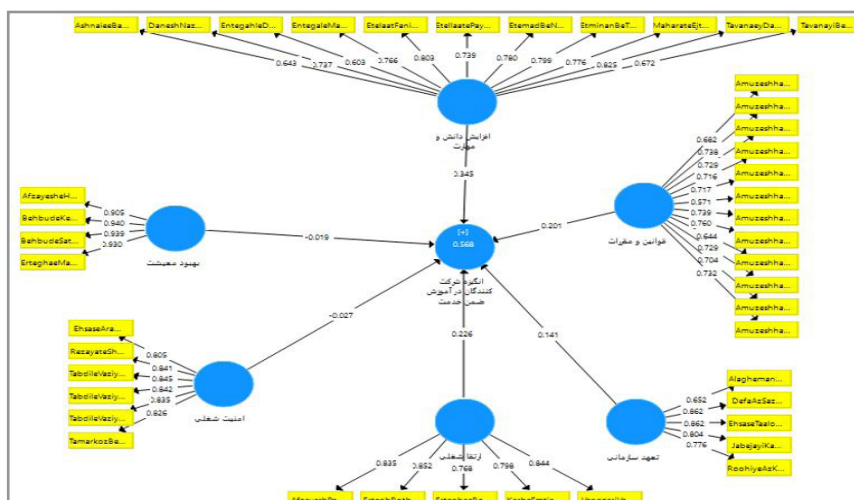 AshnaieeBa...
DaneshNaz...
EntegahleD...
EntegaleMa...
EtelaatFeni...
EtellaatePay...
EtemadBeN...
EtminanBeT...
MaharateEjt...
TavanaeyDa...
TavanayiBe...
0.643
0.737
0.603
0.766
0.803
0.739
0.780
0.799
0.776
0.825
0.672
افزایش دانش و
مهارت
0.345
Amuzeshha...
Amuzeshha...
Amuzeshha...
Amuzeshha...
Amuzeshha...
Amuzeshha...
Amuzeshha...
Amuzeshha...
Amuzeshha...
Amuzeshha...
Amuzeshha...
0.682
0.738
0.729
0.716
0.717
0.571
0.739
0.760
0.644
0.729
0.704
0.732
قوانین و مقررات
0.201
AfzayesheH...
BehbudeKe...
BehbudeSat...
ErteghaeMa...
0.905
0.940
0.939
0.930
بهبود معیشت
-0.019
[+]
0.568
انگیزه شرکت
کنندگان در آموزش
ضمن خدمت
-0.027
0.226
0.141
EhsaseAra...
RezayateSh...
TabdileVaziy...
TabdileVaziy...
TabdileVaziy...
TamarkozBe...
0.805
0.841
0.845
0.842
0.835
0.826
امنیت شغلی
ارتقا شغلی
0.835
0.852
0.768
0.798
0.844
Alagheman...
DefaAzSaz...
EhsaseTaalo...
JabejayiKa...
RoohiyeAzK...
0.652
0.862
0.862
0.804
0.776
تعهد سازمانی